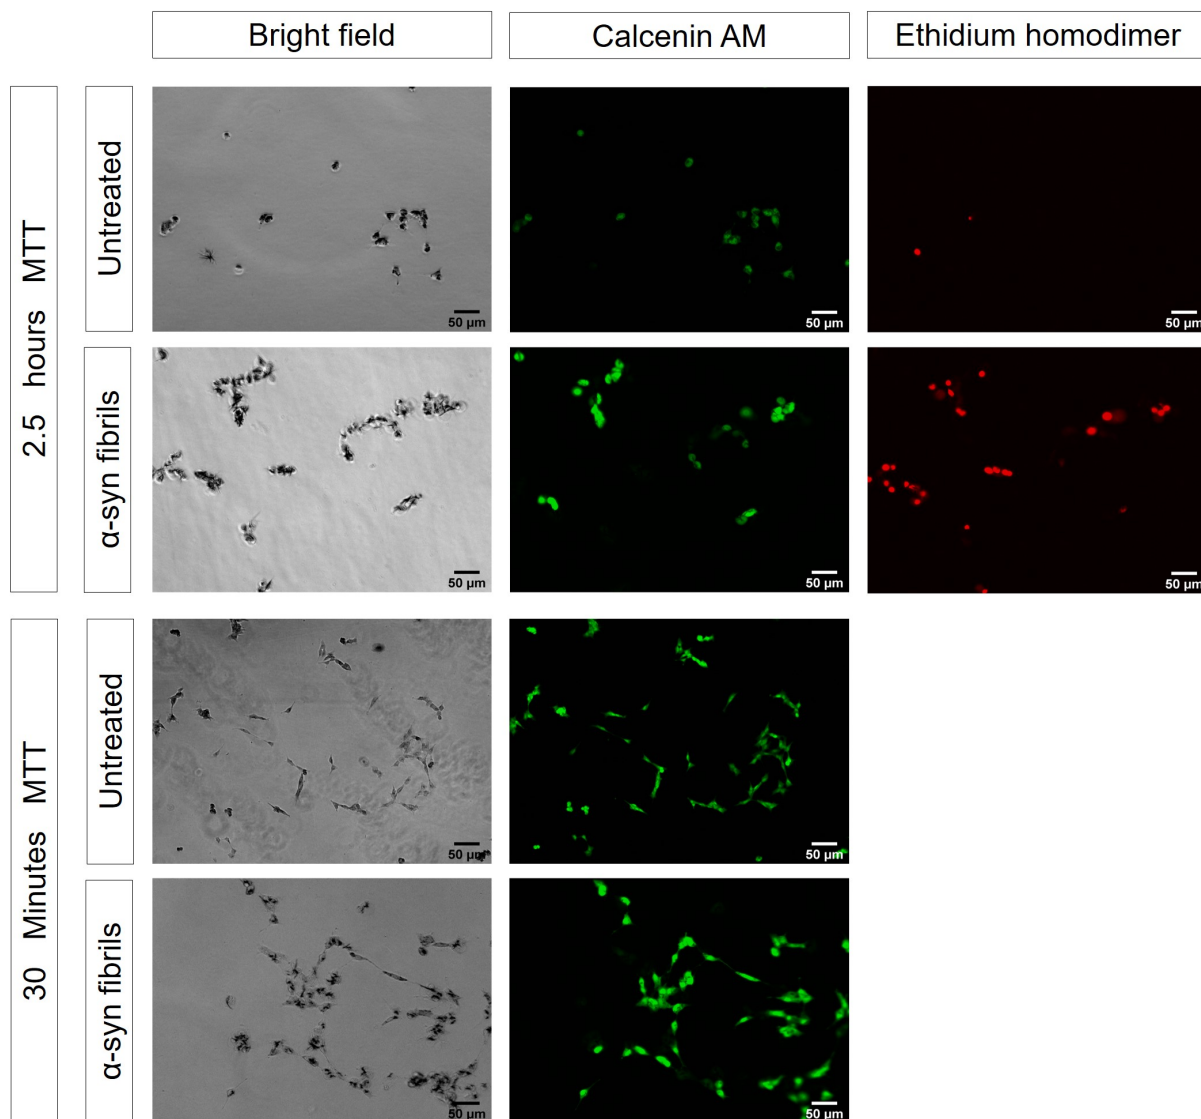 Bright field
Calcenin AM
Ethidium homodimer
2.5 hours MTT
Untreated
50 µm
50 µm
50 µm
α-syn fibrils
50 µm
50 µm
50 µm
30 Minutes MTT
Untreated
50 µm
50 µm
α-syn fibrils
50 µm
50 µm